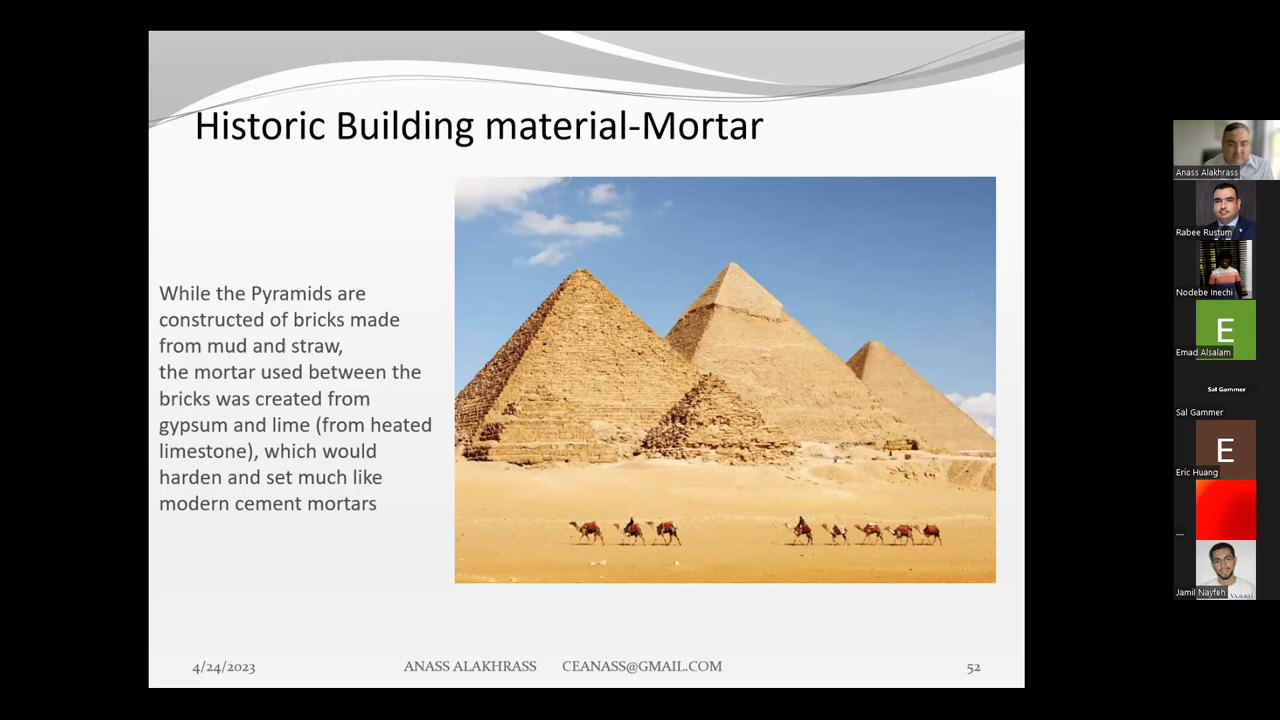 Historic Building material-Mortar
While the Pyramids are
constructed of bricks made
from mud and straw,
the mortar used between the
bricks was created from
gypsum and lime (from heated
limestone), which would
harden and set much like
modern cement mortars
4/24/2023 ANASS ALAKHRASS CEANASS@GMAIL.COM 52
Anass Alakhrass
Rabee Rustum
Nodebe Inechi
E
Emad Alsalam
Sal Gammer
Sal Gammer
E
Eric Huang
....
Jamil Nayfeh